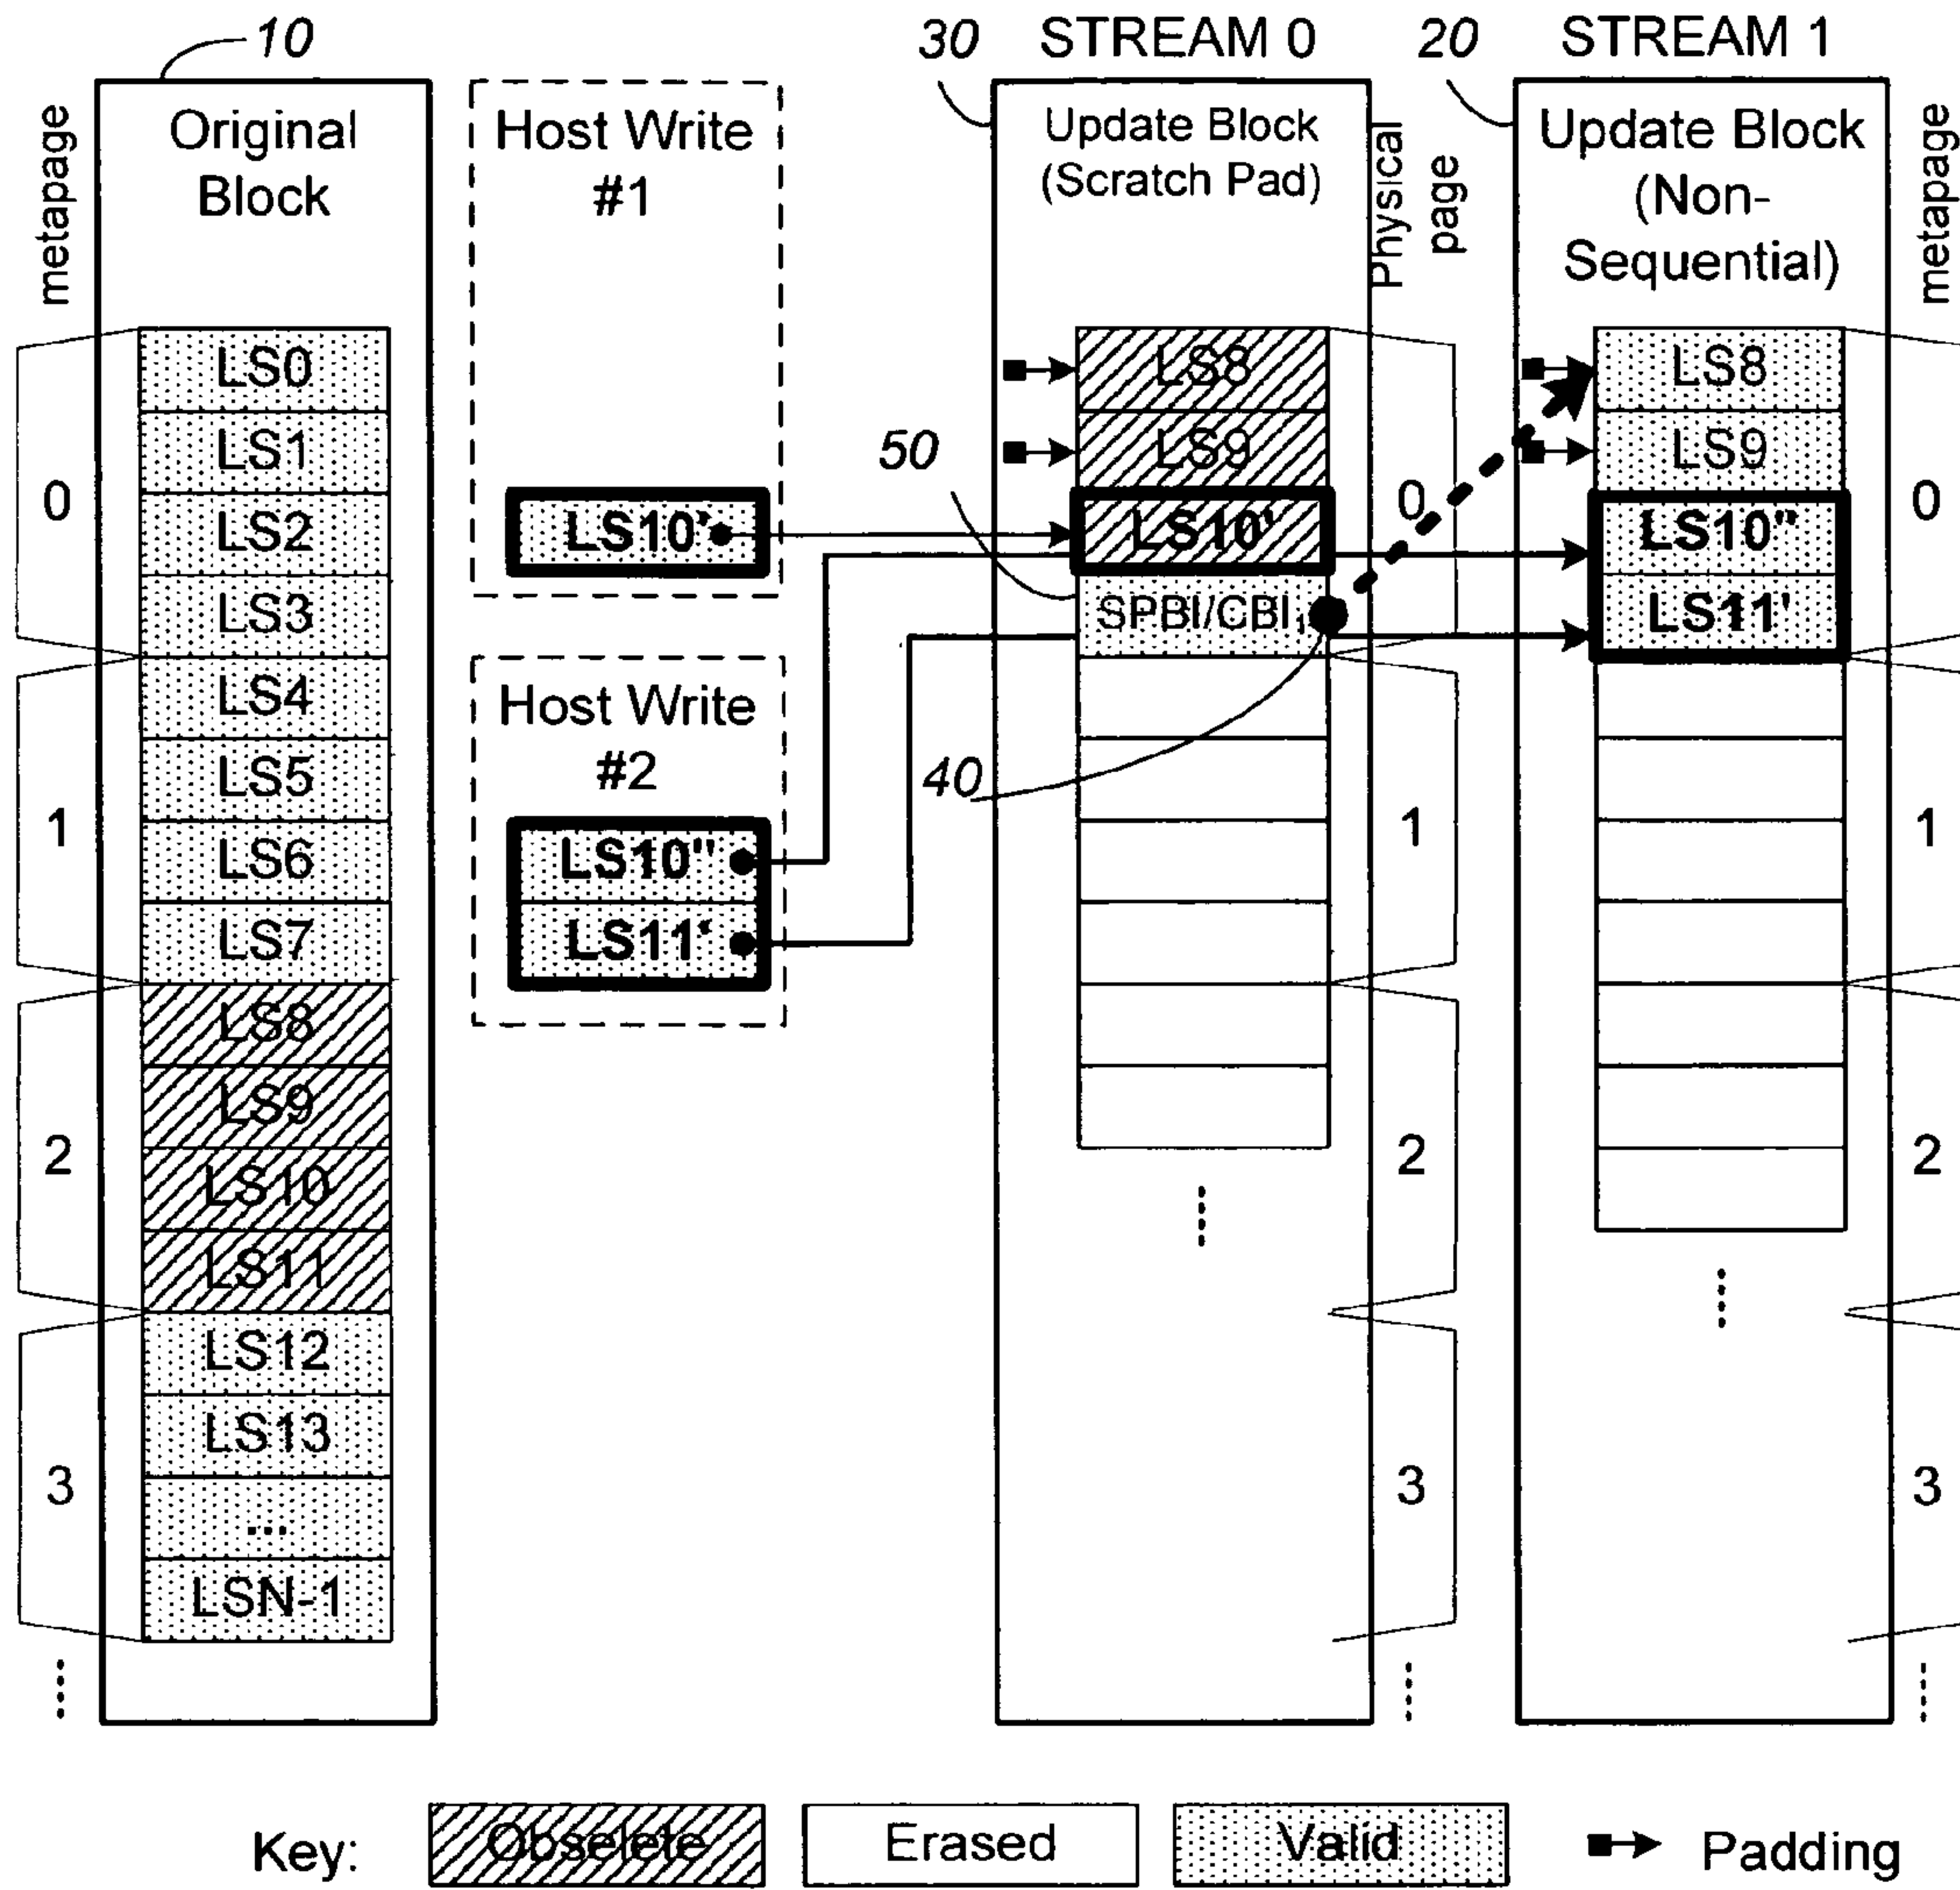 10
30
STREAM 0
20
STREAM 1
metapage
Original
Block
Host Write
#1
Update Block
(Scratch Pad)
Physical
page
Update Block
(Non-
Sequential)
metapage
LS0
LS1
LS2
LS3
LS4
LS5
LS6
LS7
LS8
LS9
LS10
LS11
LS12
LS13
...
LSN-1
0
1
2
3
LS10'
Host Write
#2
LS10"
LS11'
50
40
LS8
LS9
LS10'
SPBI/CBI
0
1
2
3
LS8
LS9
LS10"
LS11'
0
1
2
3
Key:
Obselete
Erased
Valid
Padding